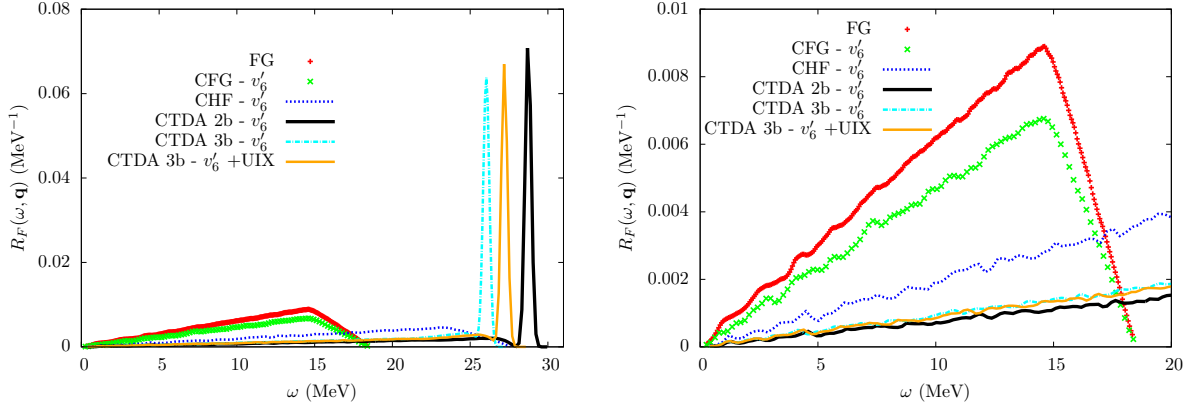 0.08
0.06
0.04
0.02
0
R_F(ω, q) (MeV⁻¹)
FG
CFG - v′₆
CHF - v′₆
CTDA 2b - v′₆
CTDA 3b - v′₆
CTDA 3b - v′₆ +UIX
0 5 10 15 20 25 30
ω (MeV)
0.01
0.008
0.006
0.004
0.002
0
R_F(ω, q) (MeV⁻¹)
FG
CFG - v′₆
CHF - v′₆
CTDA 2b - v′₆
CTDA 3b - v′₆
CTDA 3b - v′₆ +UIX
0 5 10 15 20
ω (MeV)